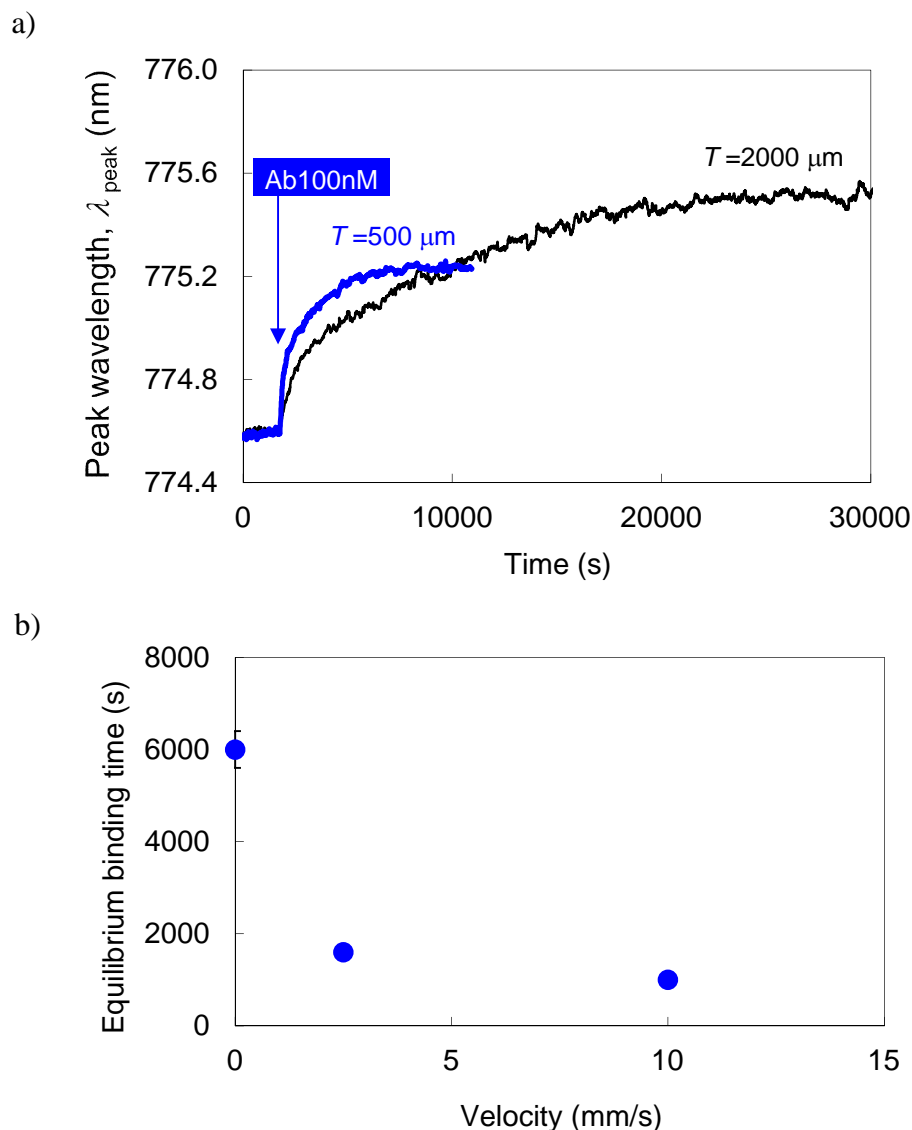 a)
Peak wavelength, λ peak (nm)
776.0
775.6
775.2
774.8
774.4
Ab100nM
T =500 μm
T =2000 μm
0
10000
20000
30000
Time (s)
b)
Equilibrium binding time (s)
8000
6000
4000
2000
0
0
5
10
15
Velocity (mm/s)